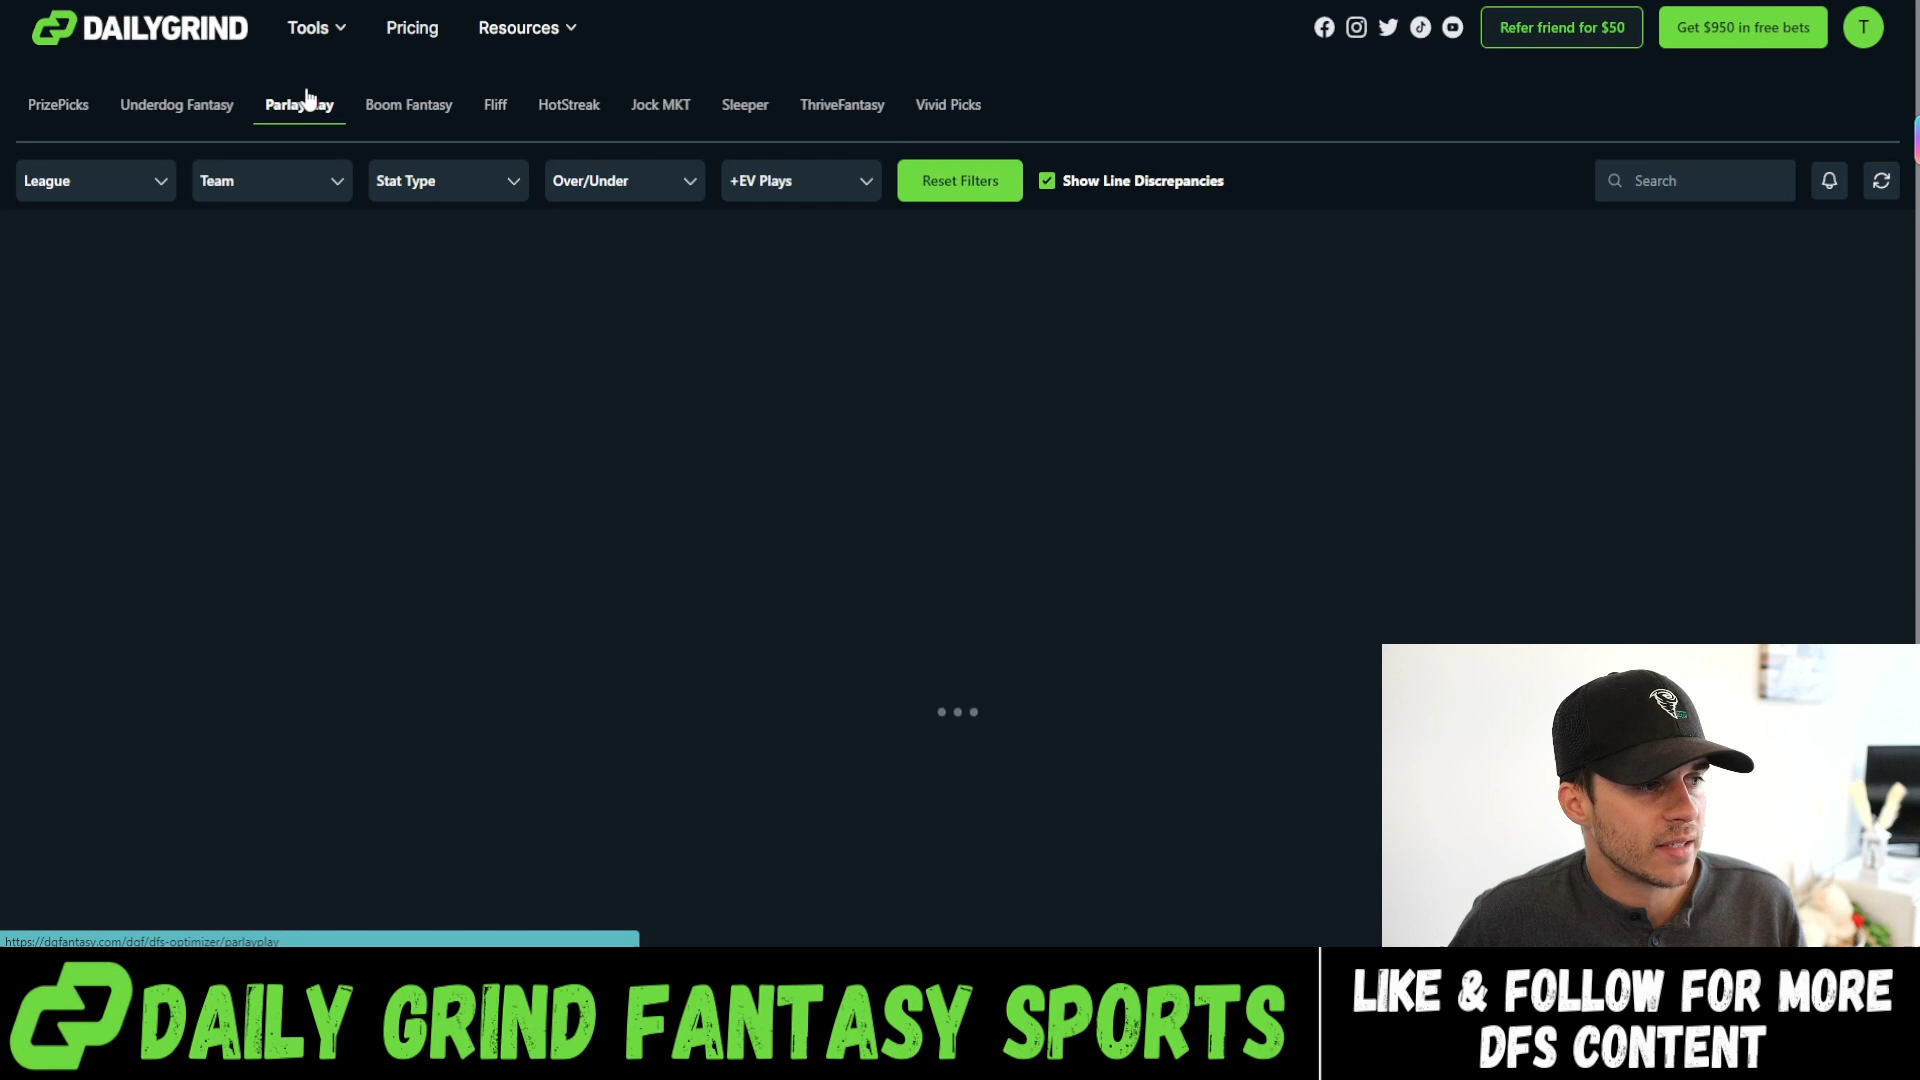 DAILYGRIND
Tools
Pricing
Resources
Refer friend for $50
Get $950 in free bets
T
PrizePicks
Underdog Fantasy
Boom Fantasy
Fliff
HotStreak
Jock MKT
Sleeper
ThriveFantasy
Vivid Picks
League
Team
Stat Type
Over/Under
+EV Plays
Reset Filters
Show Line Discrepancies
Search
https://dgfantasy.com/dgf/dfs-optimizer/parlayplay
DAILY GRIND FANTASY SPORTS
LIKE & FOLLOW FOR MORE
DFS CONTENT